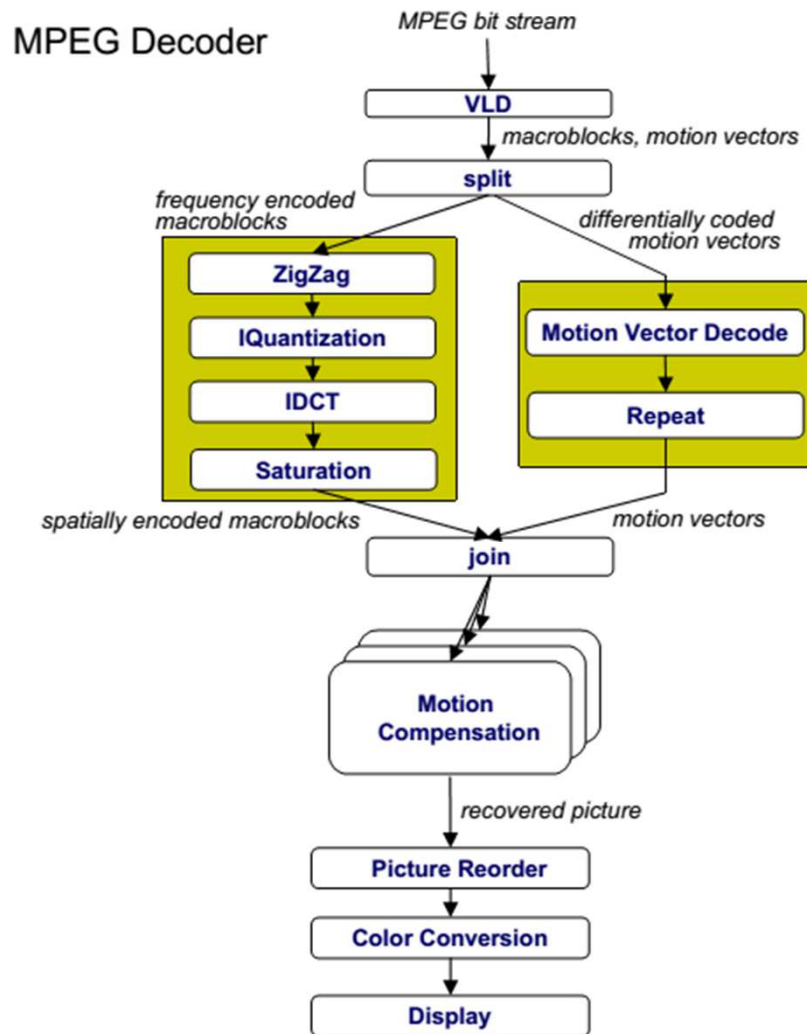 MPEG Decoder
MPEG bit stream
VLD
macroblocks, motion vectors
split
frequency encoded
macroblocks
differentially coded
motion vectors
ZigZag
IQuantization
IDCT
Saturation
Motion Vector Decode
Repeat
spatially encoded macroblocks
motion vectors
join
Motion
Compensation
recovered picture
Picture Reorder
Color Conversion
Display